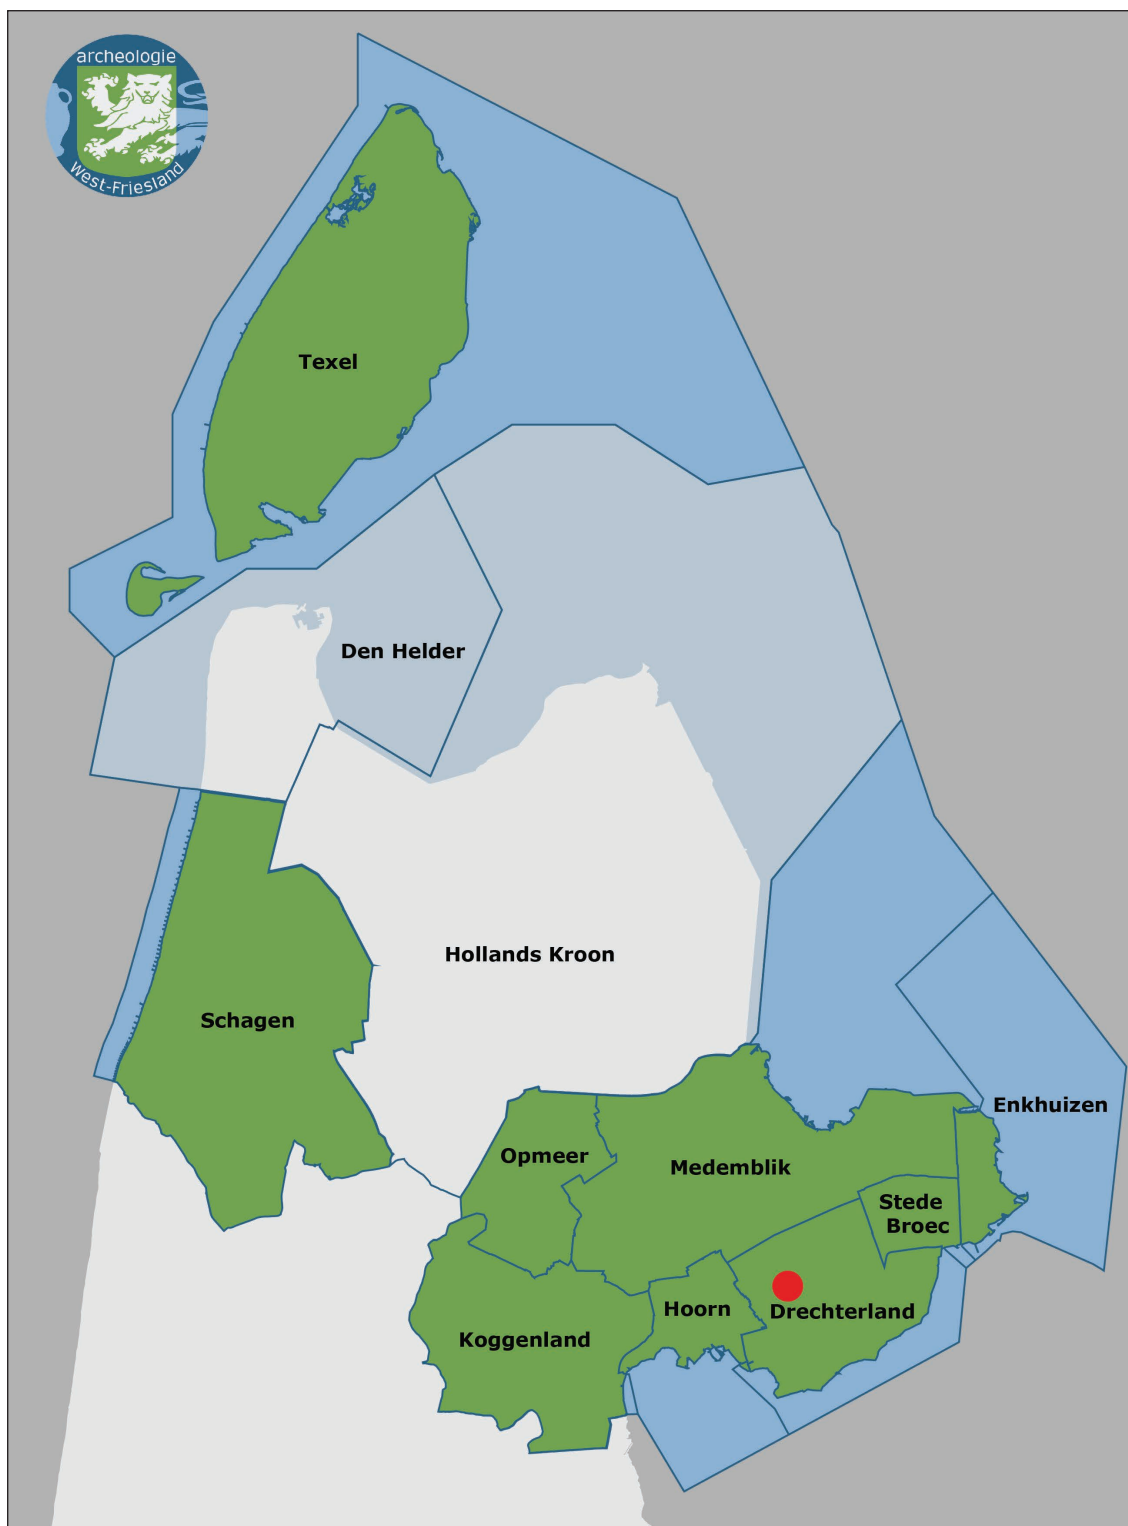 archeologie
West-Friesland
Texel
Den Helder
Hollands Kroon
Schagen
Enkhuizen
Opmeer
Medemblik
Stede
Broec
Hoorn
Drechterland
Koggenland